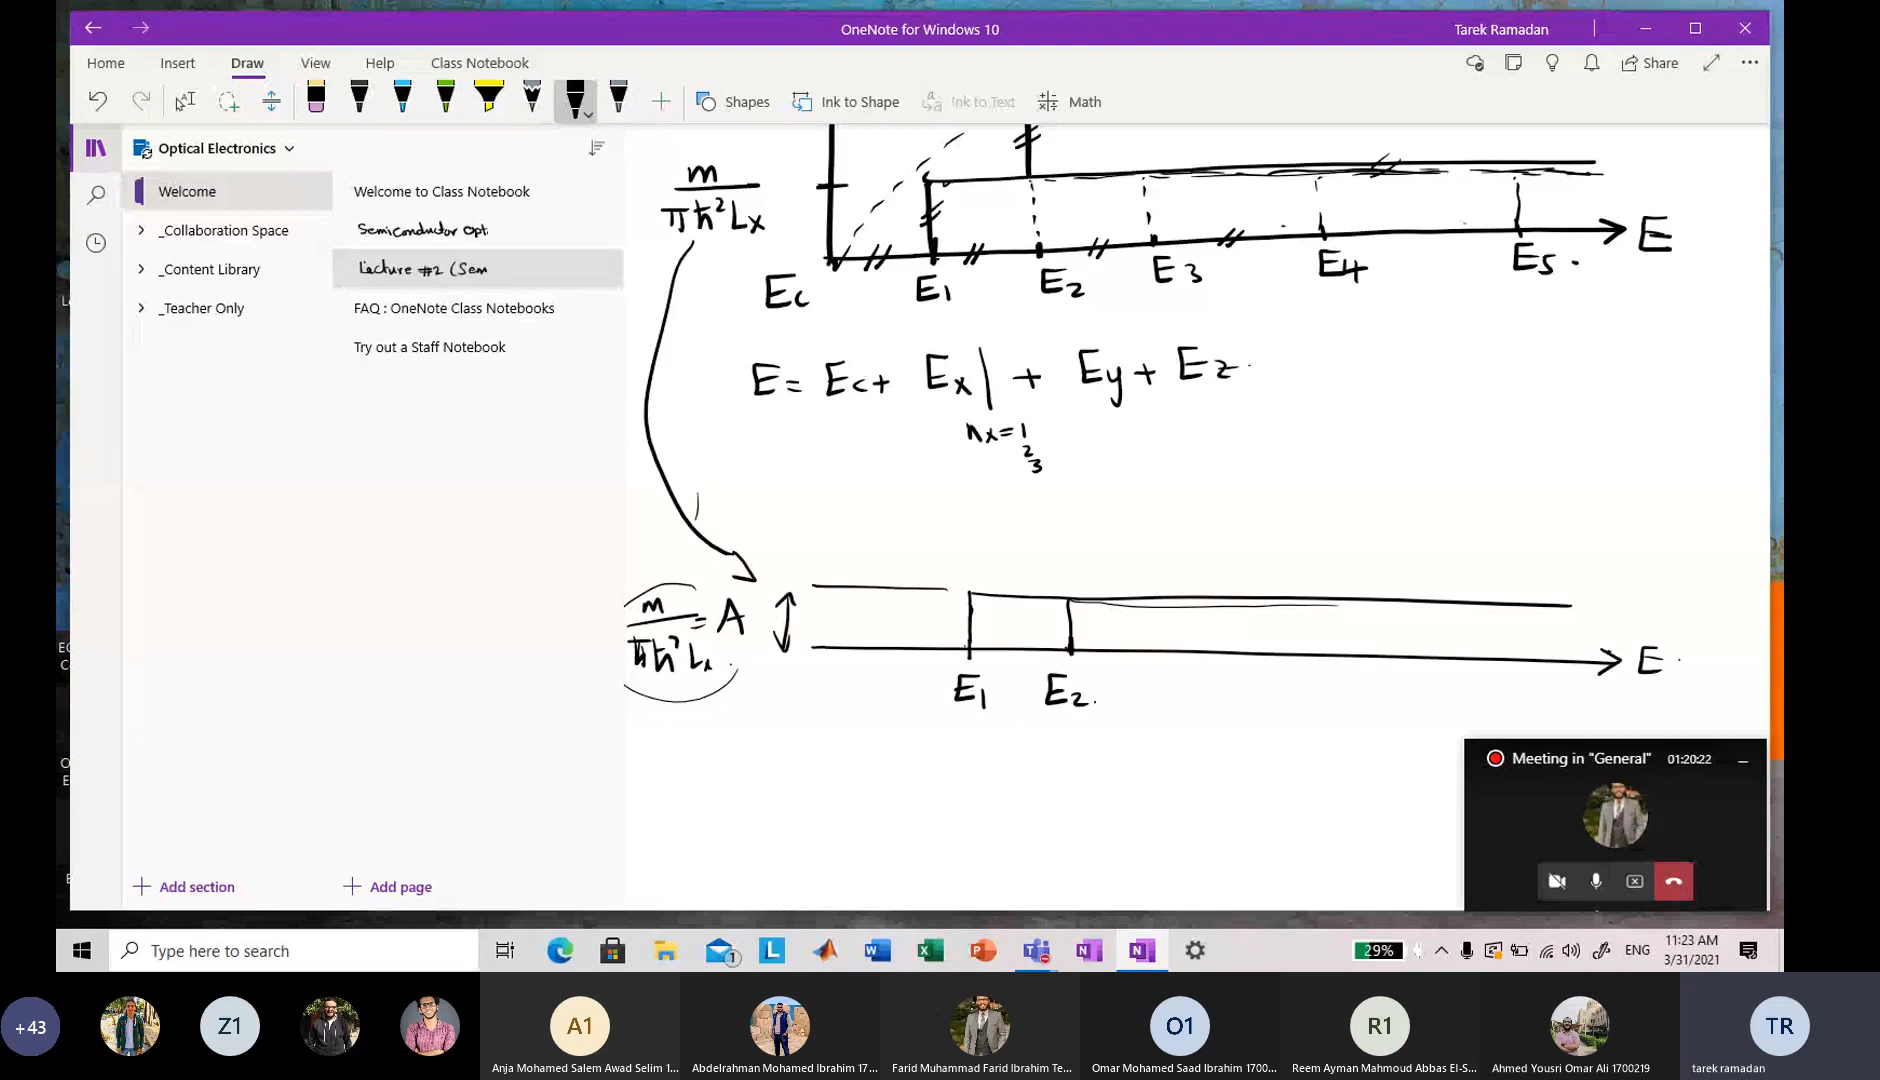 OneNote for Windows 10
Tarek Ramadan
Home Insert Draw View Help Class Notebook
Share
Shapes Ink to Shape Ink to Text Math
Optical Electronics
Welcome
_Collaboration Space
_Content Library
_Teacher Only
Welcome to Class Notebook
Semiconductor Opti
Lecture #2 (Sem
FAQ : OneNote Class Notebooks
Try out a Staff Notebook
m
πħ² Lx
E
Ec E1 E2 E3 E4 E5 .
E = Ec + Ex | + Ey + Ez .
nx = 1
2
3
m
πħ² Lx = A
E .
E1 E2 .
Meeting in "General" 01:20:22
Add section
Add page
Type here to search
1
29%
ENG
11:23 AM
3/31/2021
+43
Z1
A1
O1
R1
TR
Anja Mohamed Salem Awad Selim 1...
Abdelrahman Mohamed Ibrahim 17...
Farid Muhammad Farid Ibrahim Te...
Omar Mohamed Saad Ibrahim 1700...
Reem Ayman Mahmoud Abbas El-S...
Ahmed Yousri Omar Ali 1700219
tarek ramadan